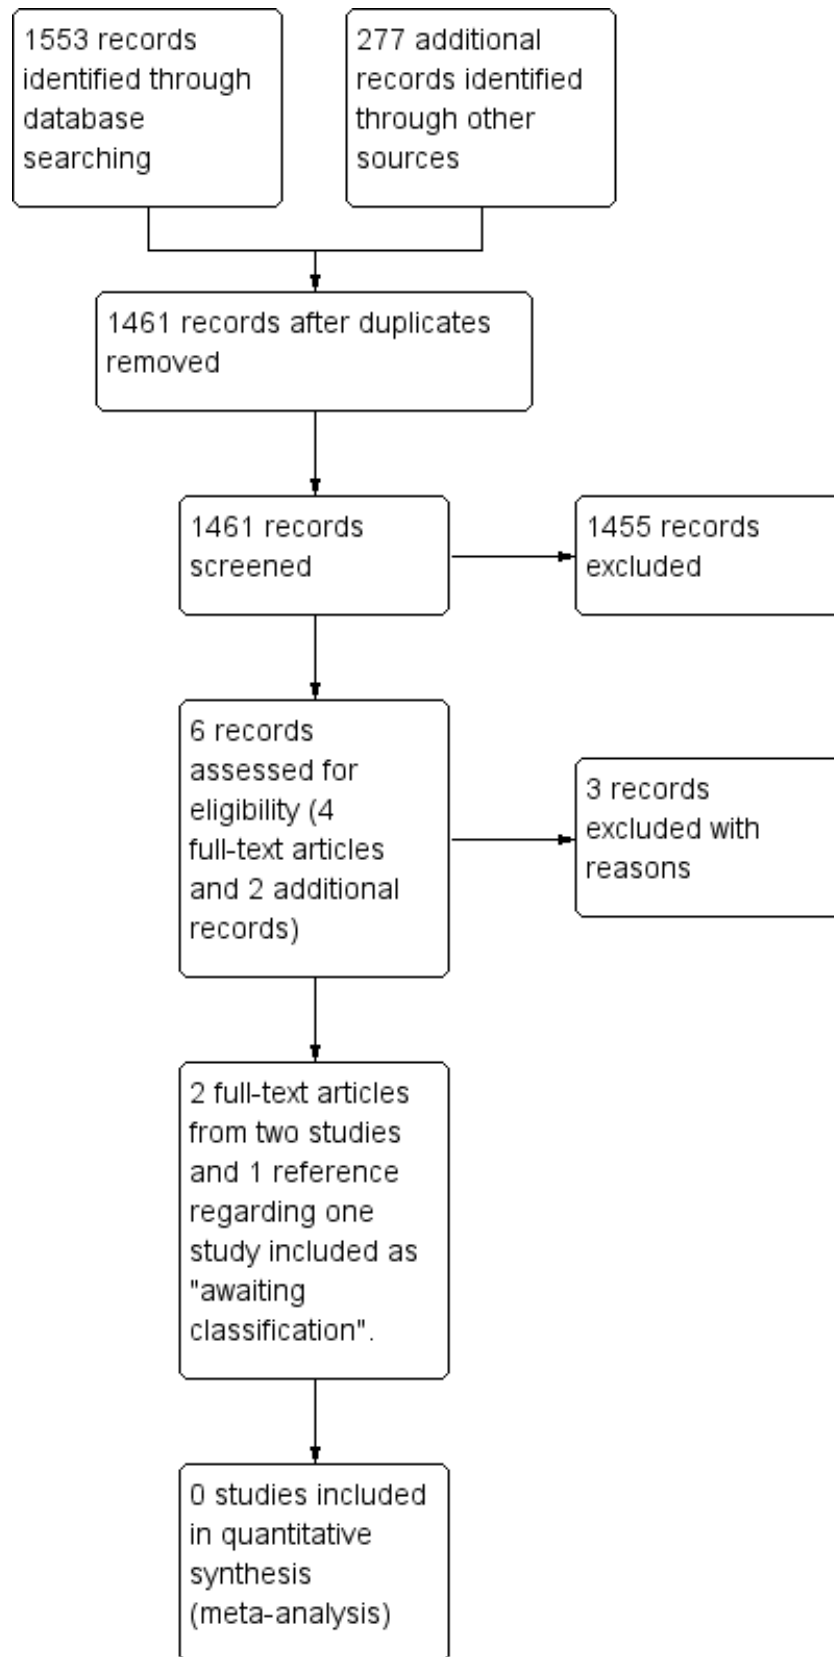 1553 records
identified through
database
searching
277 additional
records identified
through other
sources
1461 records after duplicates
removed
1461 records
screened
1455 records
excluded
6 records
assessed for
eligibility (4
full-text articles
and 2 additional
records)
3 records
excluded with
reasons
2 full-text articles
from two studies
and 1 reference
regarding one
study included as
"awaiting
classification".
0 studies included
in quantitative
synthesis
(meta-analysis)